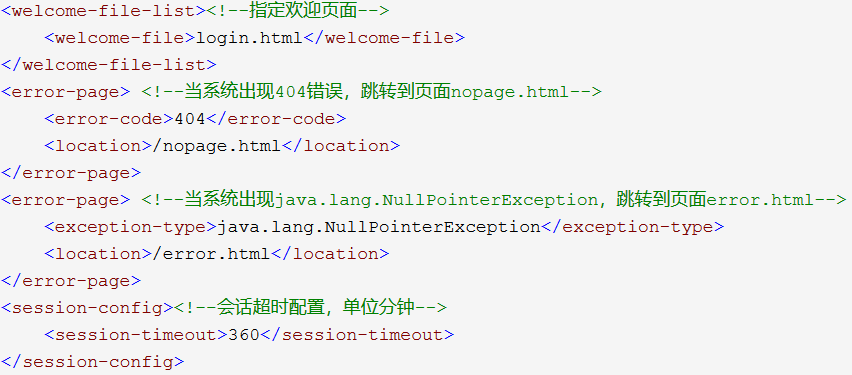 <welcome-file-list><!--指定欢迎页面-->
    <welcome-file>login.html</welcome-file>
</welcome-file-list>
<error-page> <!--当系统出现404错误，跳转到页面nopage.html-->
    <error-code>404</error-code>
    <location>/nopage.html</location>
</error-page>
<error-page> <!--当系统出现java.lang.NullPointerException，跳转到页面error.html-->
    <exception-type>java.lang.NullPointerException</exception-type>
    <location>/error.html</location>
</error-page>
<session-config><!--会话超时配置，单位分钟-->
    <session-timeout>360</session-timeout>
</session-config>